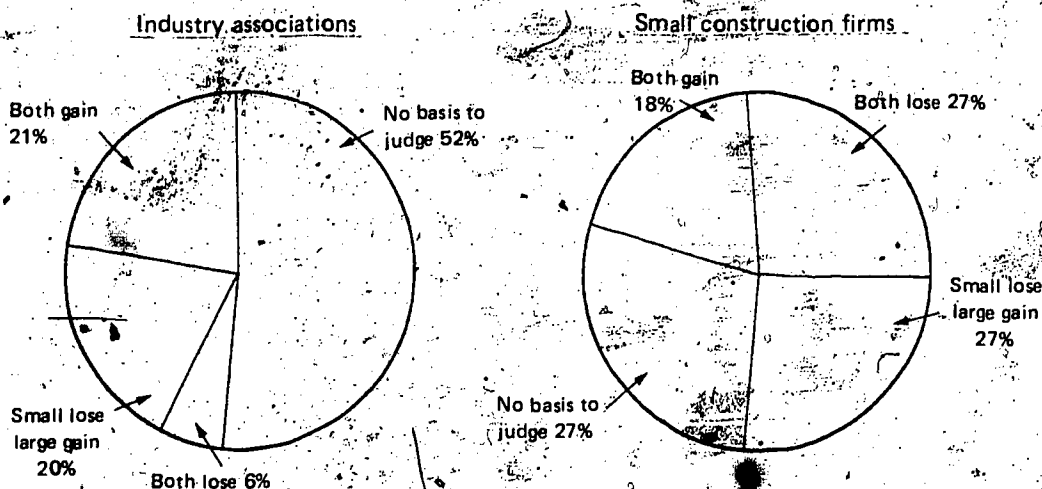 Industry associations
Both gain
21%
No basis to
judge 52%
Small lose
large gain
20%
Both lose 6%
Small construction firms
Both gain
18%
Both lose 27%
Small lose
large gain
27%
No basis to
judge 27%